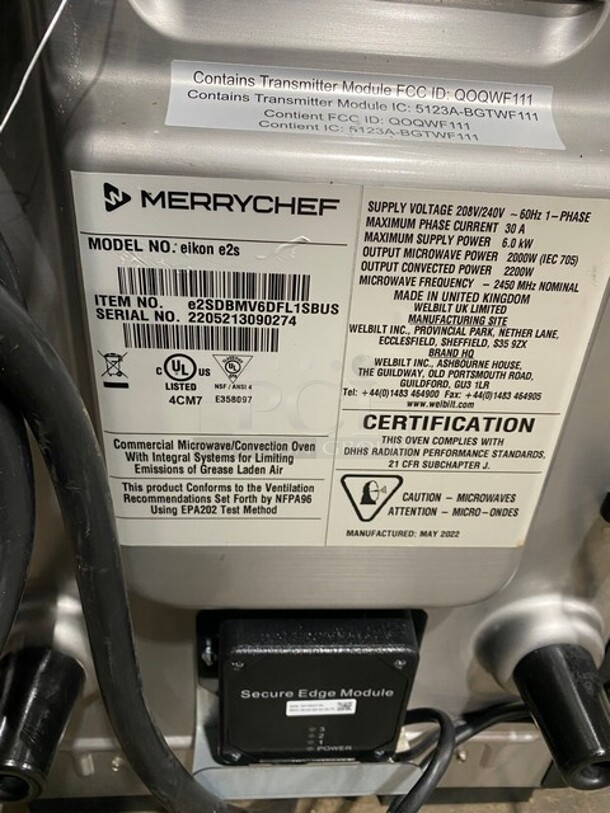 Contains Transmitter Module FCC ID: QOQWF111
Contains Transmitter Module IC: 5123A-BGTWF111
Contient FCC ID: QOQWF111
Contient IC: 5123A-BGTWF111
MERRYCHEF
MODEL NO.: eikon e2s
ITEM NO. e2SDBMV6DFL1SBUS
SERIAL NO. 2205213090274
C UL US
LISTED
4CM7
NSF / ANSI 4
E358097
Commercial Microwave/Convection Oven
With Integral Systems for Limiting
Emissions of Grease Laden Air
This product Conforms to the Ventilation
Recommendations Set Forth by NFPA96
Using EPA202 Test Method
SUPPLY VOLTAGE 208V/240V ~ 60Hz 1-PHASE
MAXIMUM PHASE CURRENT 30 A
MAXIMUM SUPPLY POWER 6.0 kW
OUTPUT MICROWAVE POWER 2000W (IEC 705)
OUTPUT CONVECTED POWER 2200W
MICROWAVE FREQUENCY - 2450 MHz NOMINAL
MADE IN UNITED KINGDOM
WELBILT UK LIMITED
MANUFACTURING SITE
WELBILT INC., PROVINCIAL PARK, NETHER LANE,
ECCLESFIELD, SHEFFIELD, S35 9ZX
BRAND HQ
WELBILT INC., ASHBOURNE HOUSE,
THE GUILDWAY, OLD PORTSMOUTH ROAD,
GUILDFORD, GU3 1LR
Tel: +44(0)1483 464900 Fax: +44(0)1483 464905
www.welbilt.com
CERTIFICATION
THIS OVEN COMPLIES WITH
DHHS RADIATION PERFORMANCE STANDARDS,
21 CFR SUBCHAPTER J.
CAUTION - MICROWAVES
ATTENTION - MICRO-ONDES
MANUFACTURED: MAY 2022
Secure Edge Module
POWER